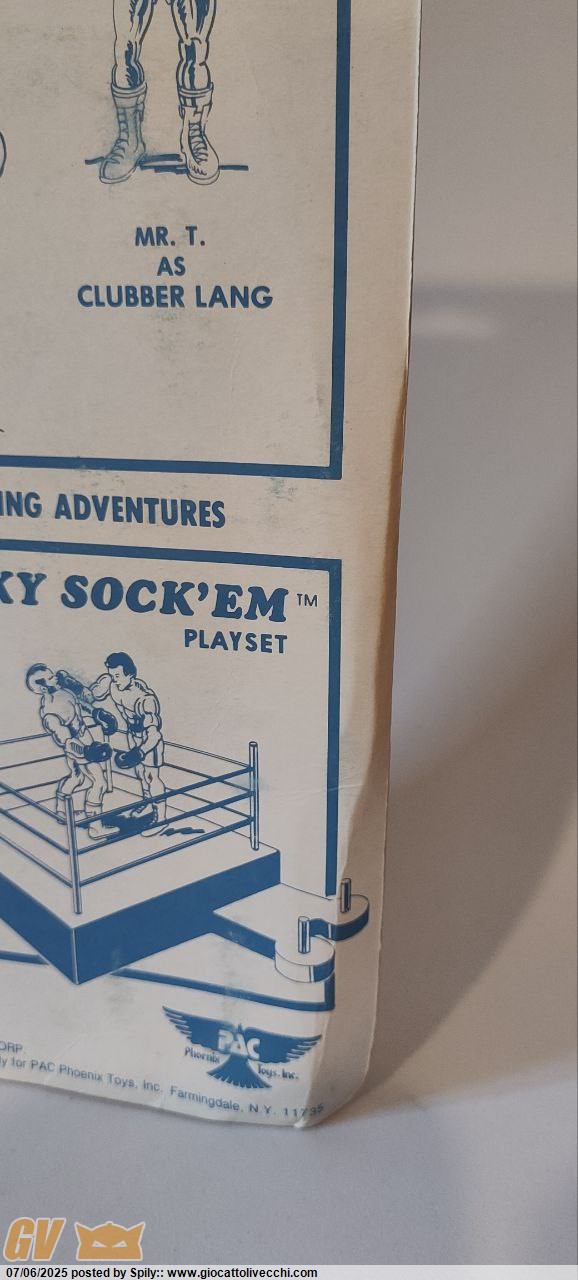 MR. T.
AS
CLUBBER LANG
ING ADVENTURES
KY SOCK'EM™
PLAYSET
PAC
Phoenix Toys, Inc.
ORP.
ly for PAC Phoenix Toys, Inc. Farmingdale, N.Y. 11735
GV
07/06/2025 posted by Spily:: www.giocattolivecchi.com